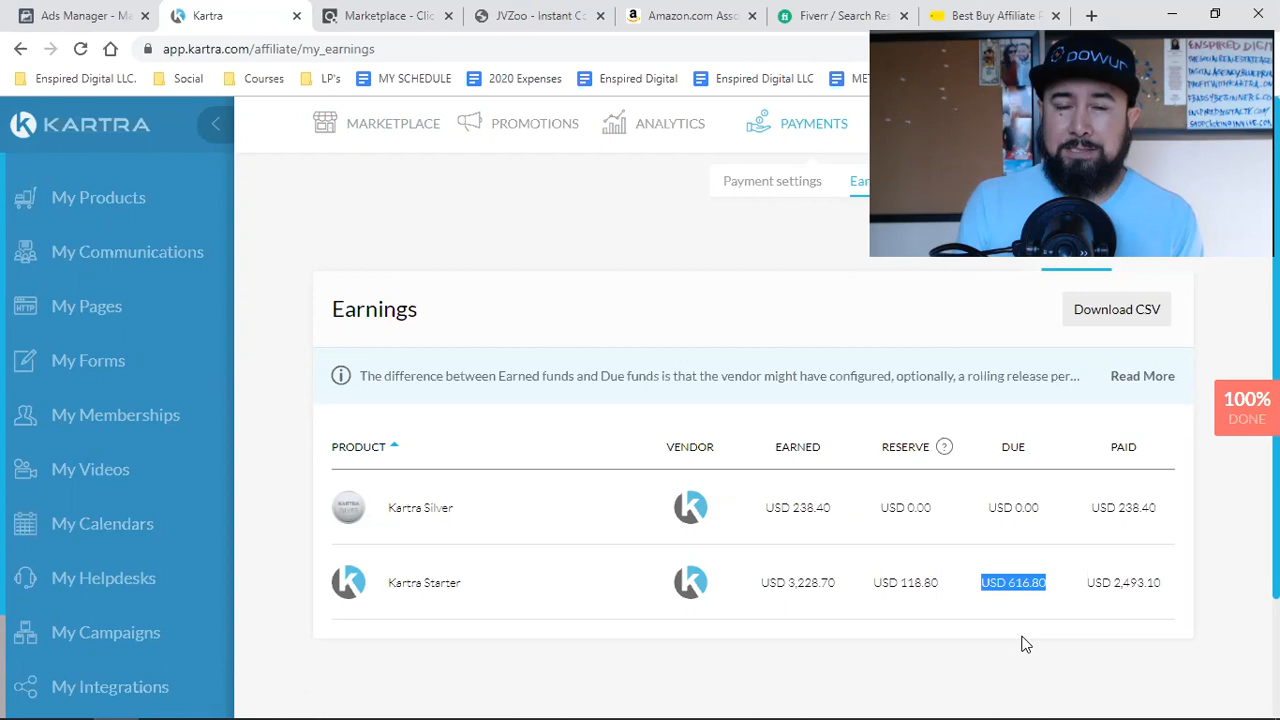 Ads Manager - Ma
Kartra
Marketplace - Clic
JVZoo - Instant Co
Amazon.com Asso
Fiverr / Search Res
Best Buy Affiliate P
app.kartra.com/affiliate/my_earnings
Enspired Digital LLC.
Social
Courses
LP's
MY SCHEDULE
2020 Expenses
Enspired Digital
Enspired Digital LLC
ME
KARTRA
MARKETPLACE
ANALYTICS
PAYMENTS
Payment settings
Ear
My Products
My Communications
My Pages
My Forms
My Memberships
My Videos
My Calendars
My Helpdesks
My Campaigns
My Integrations
Earnings
Download CSV
The difference between Earned funds and Due funds is that the vendor might have configured, optionally, a rolling release per...
Read More
100%
DONE
PRODUCT
VENDOR
EARNED
RESERVE
?
DUE
PAID
Kartra Silver
USD 238.40
USD 0.00
USD 0.00
USD 238.40
Kartra Starter
USD 3,228.70
USD 118.80
USD 616.80
USD 2,493.10